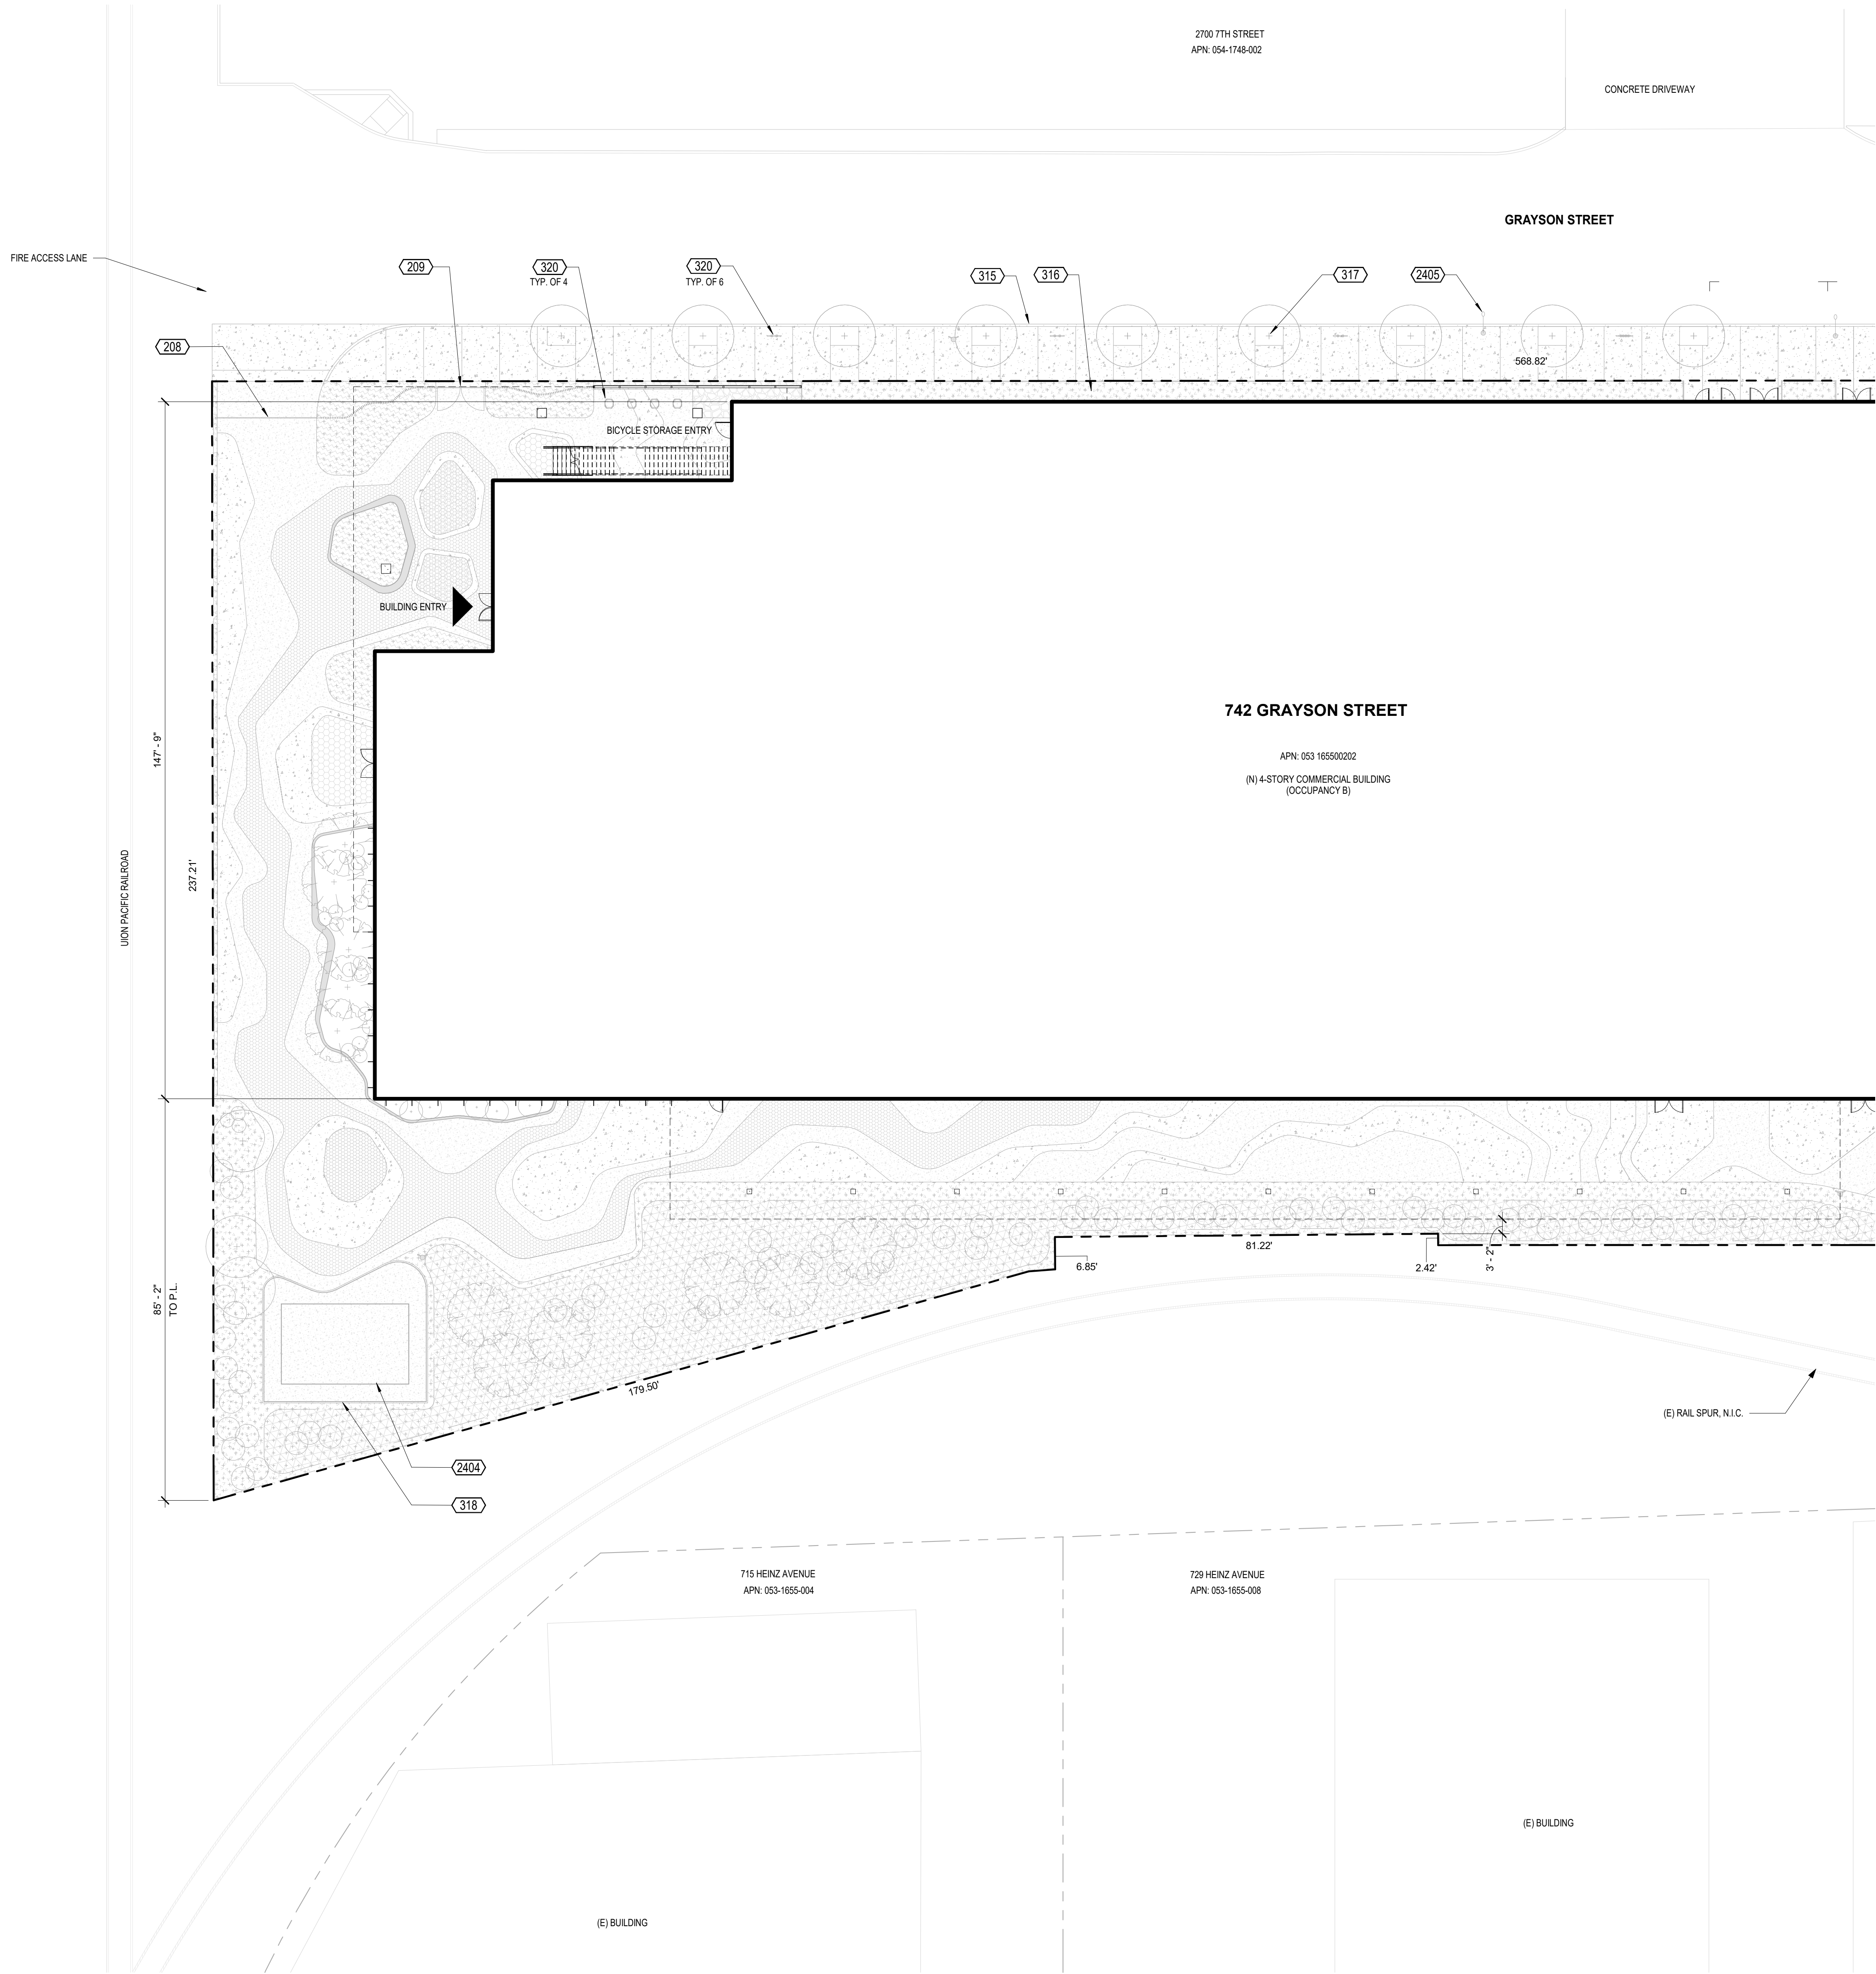 2700 7TH STREET
APN: 054-1748-002
CONCRETE DRIVEWAY
GRAYSON STREET
FIRE ACCESS LANE
209
320
TYP. OF 4
320
TYP. OF 6
315
316
317
2405
208
568.82'
BICYCLE STORAGE ENTRY
BUILDING ENTRY
742 GRAYSON STREET
APN: 053 165500202
(N) 4-STORY COMMERCIAL BUILDING
(OCCUPANCY B)
147' - 9"
237.21'
UION PACIFIC RAILROAD
81.22'
6.85'
2.42'
3' - 2"
85' - 2"
TO P.L.
179.50'
(E) RAIL SPUR, N.I.C.
2404
318
715 HEINZ AVENUE
APN: 053-1655-004
729 HEINZ AVENUE
APN: 053-1655-008
(E) BUILDING
(E) BUILDING